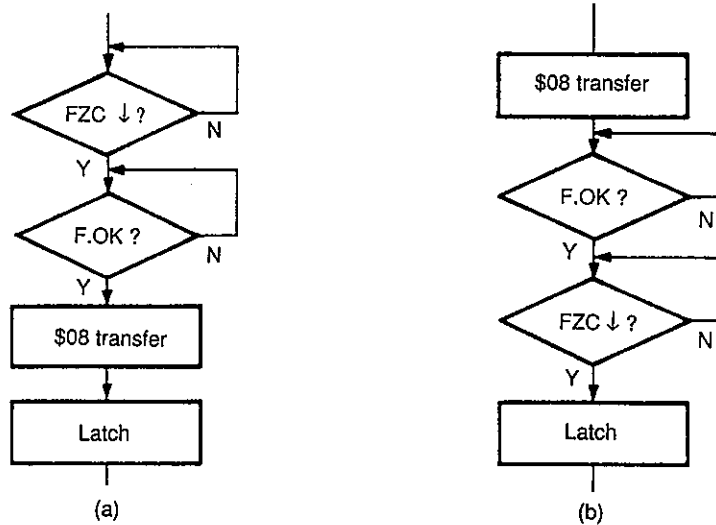 FZC ↓ ?
N
Y
F.OK ?
N
Y
$08 transfer
Latch
(a)
$08 transfer
F.OK ?
N
Y
FZC ↓ ?
N
Y
Latch
(b)